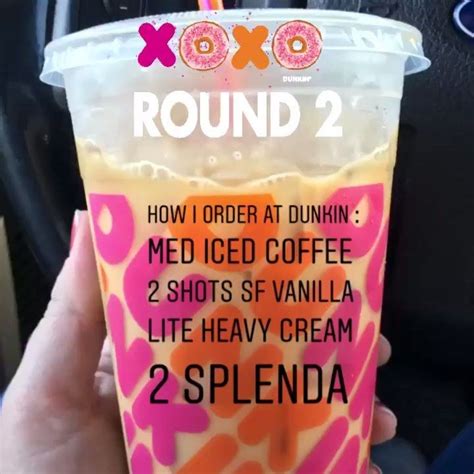 XOXO
DUNKIN'
ROUND 2
HOW I ORDER AT DUNKIN :
MED ICED COFFEE
2 SHOTS SF VANILLA
LITE HEAVY CREAM
2 SPLENDA